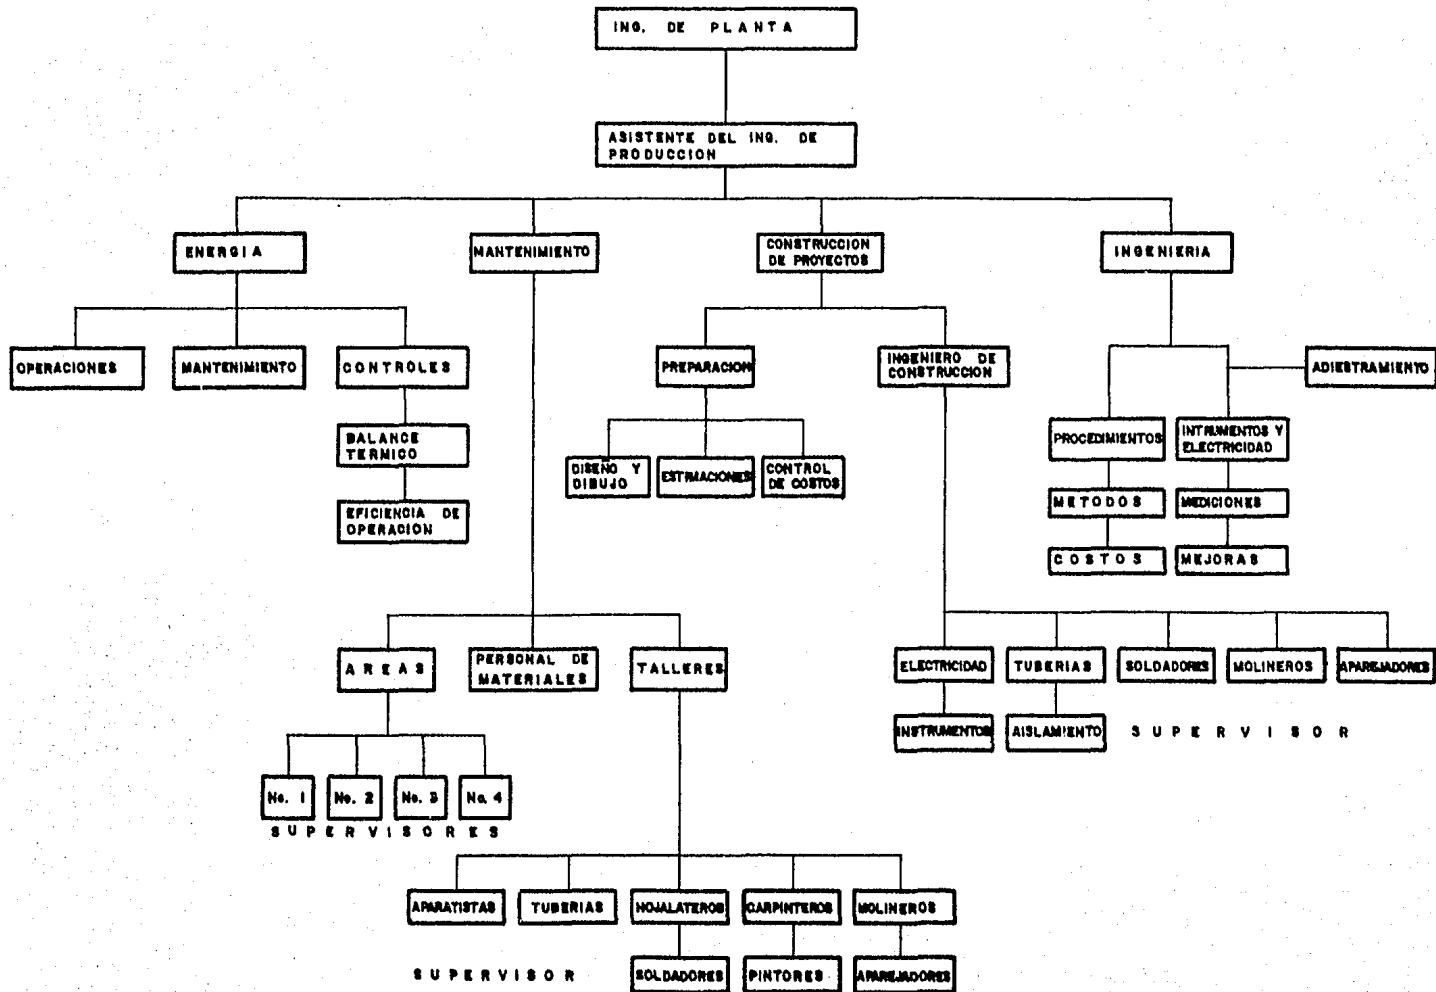 ING. DE PLANTA
ASISTENTE DEL ING. DE
PRODUCCION
ENERGIA
MANTENIMIENTO
CONSTRUCCION
DE PROYECTOS
INGENIERIA
OPERACIONES
MANTENIMIENTO
CONTROLES
PREPARACION
INGENIERO DE
CONSTRUCCION
ADIESTRAMIENTO
BALANCE
TERMICO
PROCEDIMIENTOS
INTRUMENTOS Y
ELECTRICIDAD
DISEÑO Y
DIBUJO
ESTIMACIONES
CONTROL
DE COSTOS
EFICIENCIA DE
OPERACION
METODOS
MEDICIONES
COSTOS
MEJORAS
AREAS
PERSONAL DE
MATERIALES
TALLERES
ELECTRICIDAD
TUBERIAS
SOLDADORES
MOLINEROS
APAREJADORES
INSTRUMENTOS
AISLAMIENTO
SUPERVISOR
No. 1
No. 2
No. 3
No. 4
SUPERVISORES
APARATISTAS
TUBERIAS
HOJALATEROS
CARPINTEROS
MOLINEROS
SUPERVISOR
SOLDADORES
PINTORES
APAREJADORES